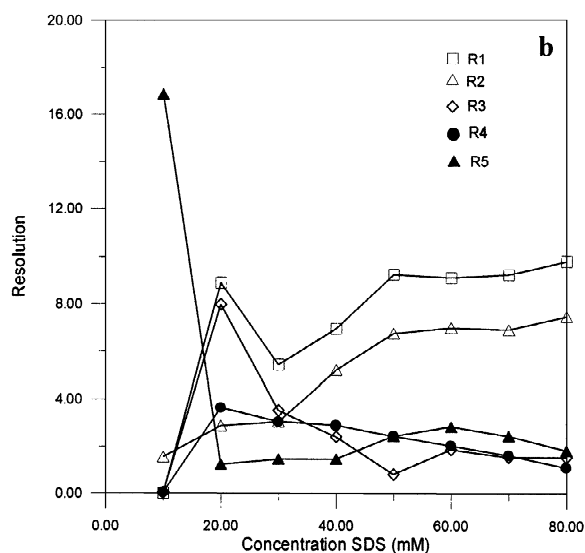 20.00
16.00
12.00
8.00
4.00
0.00
Resolution
b
R1
R2
R3
R4
R5
0.00 20.00 40.00 60.00 80.00
Concentration SDS (mM)